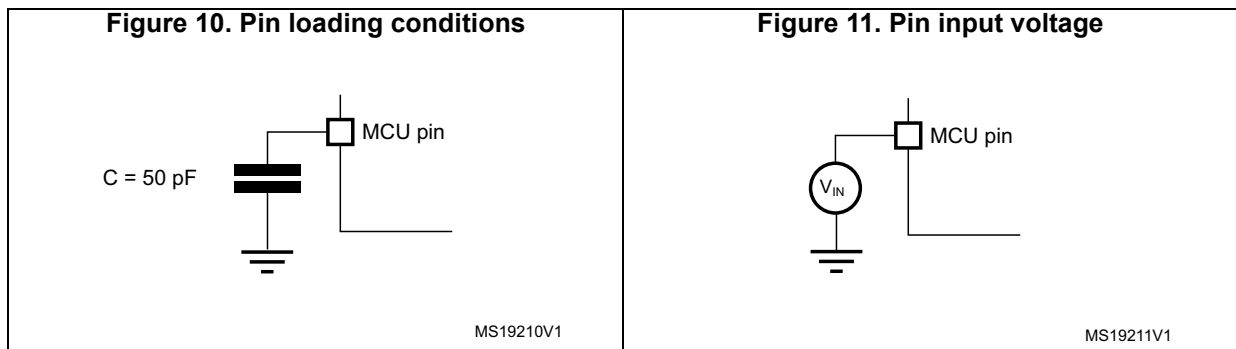 Figure 10. Pin loading conditions
MCU pin
C = 50 pF
MS19210V1
Figure 11. Pin input voltage
MCU pin
VIN
MS19211V1